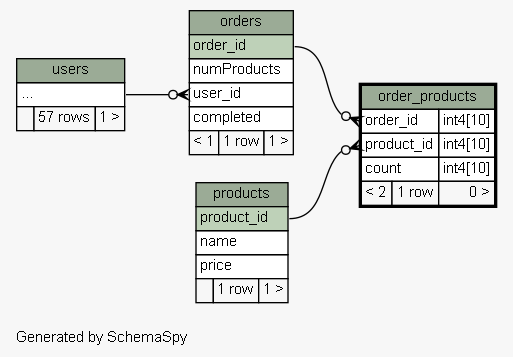 users
...
57 rows 1 >
orders
order_id
numProducts
user_id
completed
< 1 1 row 1 >
order_products
order_id int4[10]
product_id int4[10]
count int4[10]
< 2 1 row 0 >
products
product_id
name
price
1 row 1 >
Generated by SchemaSpy